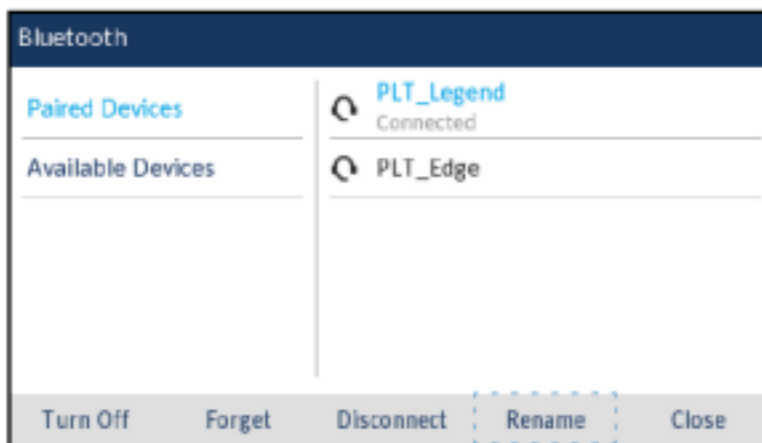 Bluetooth
Paired Devices
Available Devices
PLT_Legend
Connected
PLT_Edge
Turn Off Forget Disconnect Rename Close